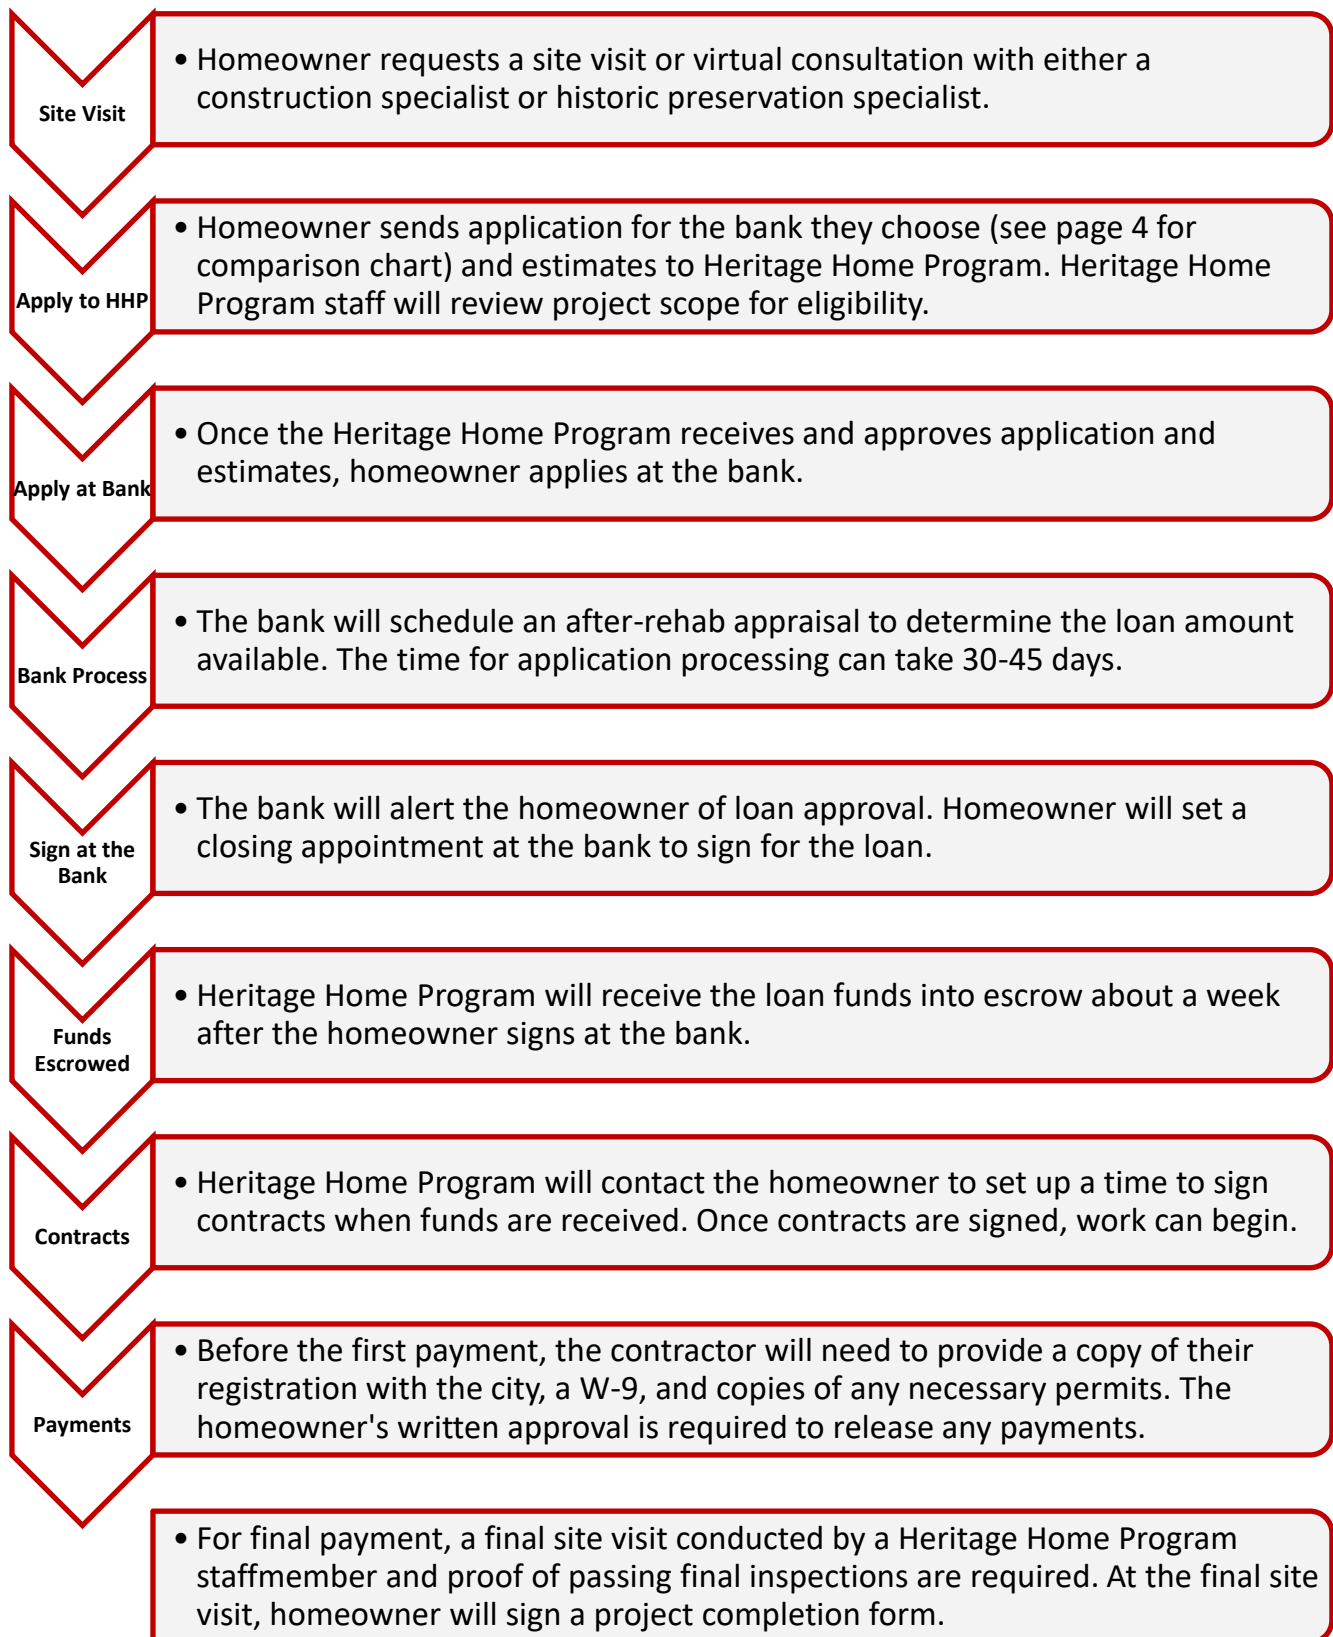 Site Visit
• Homeowner requests a site visit or virtual consultation with either a
construction specialist or historic preservation specialist.
Apply to HHP
• Homeowner sends application for the bank they choose (see page 4 for
comparison chart) and estimates to Heritage Home Program. Heritage Home
Program staff will review project scope for eligibility.
Apply at Bank
• Once the Heritage Home Program receives and approves application and
estimates, homeowner applies at the bank.
Bank Process
• The bank will schedule an after-rehab appraisal to determine the loan amount
available. The time for application processing can take 30-45 days.
Sign at the
Bank
• The bank will alert the homeowner of loan approval. Homeowner will set a
closing appointment at the bank to sign for the loan.
Funds
Escrowed
• Heritage Home Program will receive the loan funds into escrow about a week
after the homeowner signs at the bank.
Contracts
• Heritage Home Program will contact the homeowner to set up a time to sign
contracts when funds are received. Once contracts are signed, work can begin.
Payments
• Before the first payment, the contractor will need to provide a copy of their
registration with the city, a W-9, and copies of any necessary permits. The
homeowner's written approval is required to release any payments.
• For final payment, a final site visit conducted by a Heritage Home Program
staffmember and proof of passing final inspections are required. At the final site
visit, homeowner will sign a project completion form.